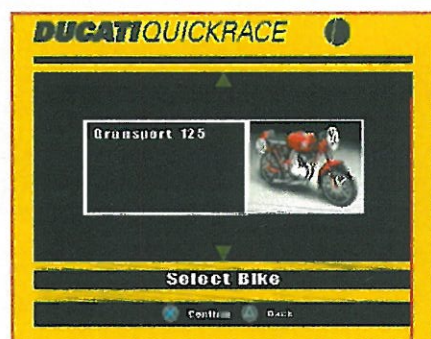 DUCATI QUICKRACE
Gransport 125
Select Bike
Confirm Back